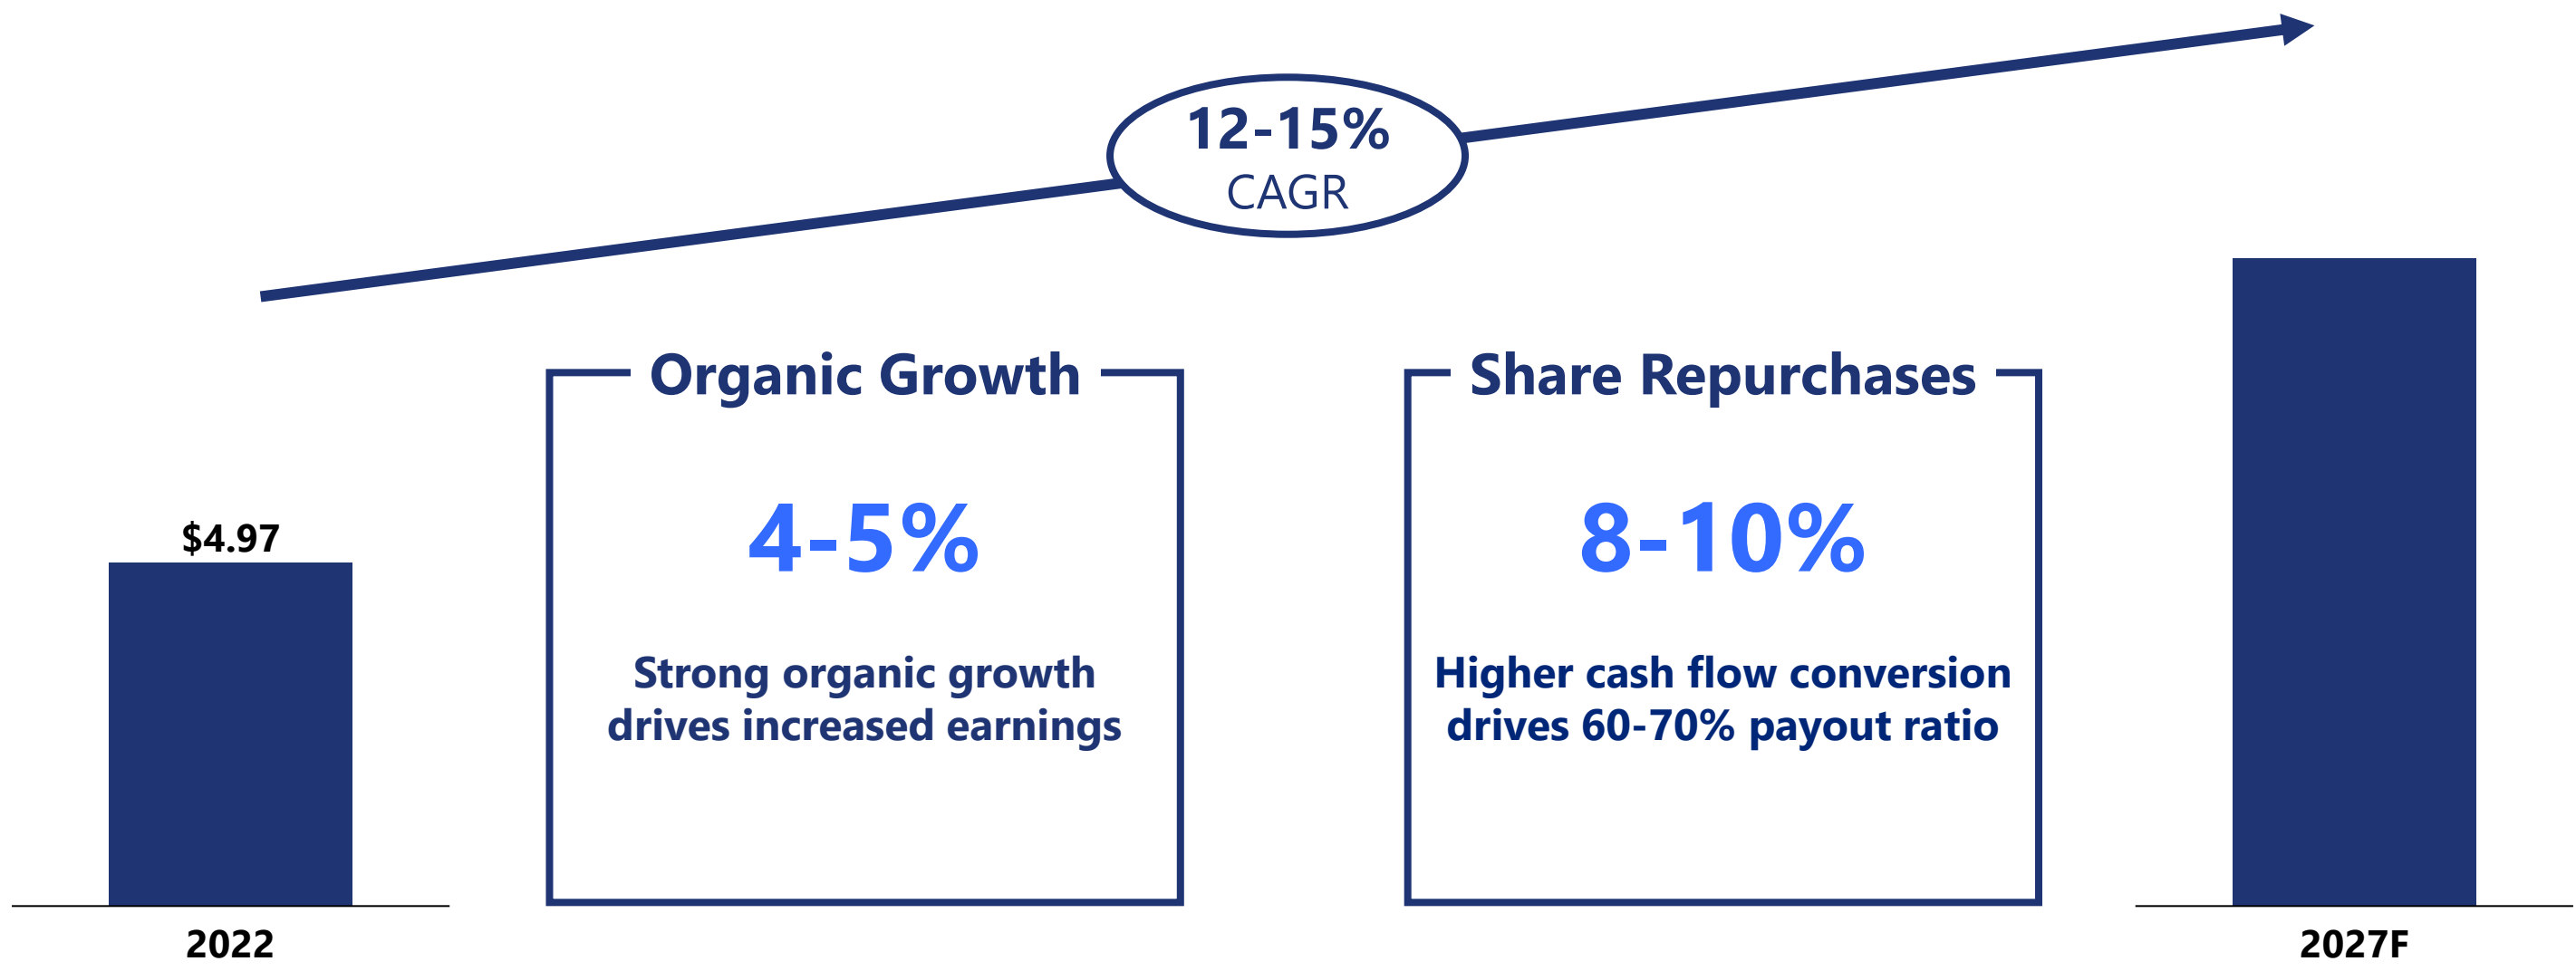 12-15%
CAGR
$4.97
2022
Organic Growth
4-5%
Strong organic growth
drives increased earnings
Share Repurchases
8-10%
Higher cash flow conversion
drives 60-70% payout ratio
2027F